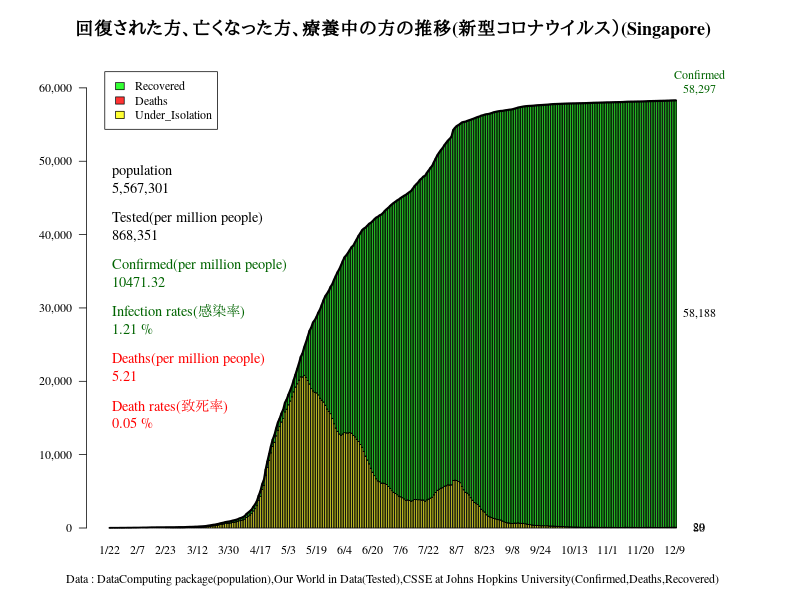 回復された方、亡くなった方、療養中の方の推移(新型コロナウイルス)(Singapore)
Confirmed
58,297
Recovered
Deaths
Under_Isolation
60,000
50,000
40,000
30,000
20,000
10,000
0
population
5,567,301
Tested(per million people)
868,351
Confirmed(per million people)
10471.32
Infection rates(感染率)
1.21 %
Deaths(per million people)
5.21
Death rates(致死率)
0.05 %
58,188
1/22 2/7 2/23 3/12 3/30 4/17 5/3 5/19 6/4 6/20 7/6 7/22 8/7 8/23 9/8 9/24 10/13 11/1 11/20 12/9
Data : DataComputing package(population),Our World in Data(Tested),CSSE at Johns Hopkins University(Confirmed,Deaths,Recovered)